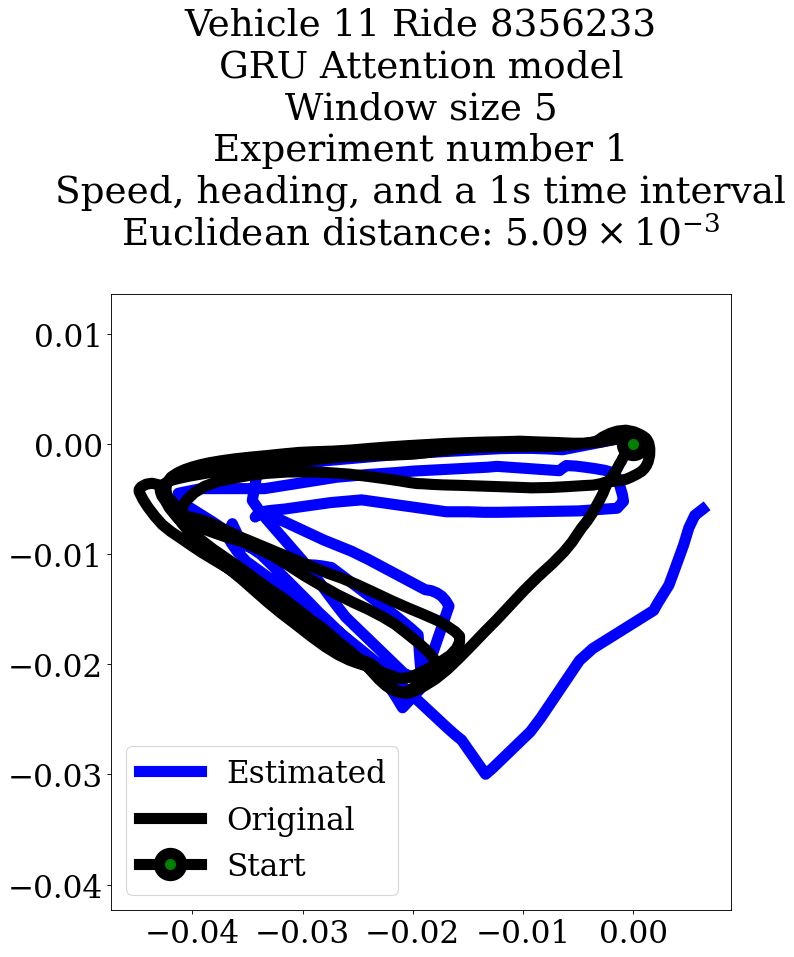 Vehicle 11 Ride 8356233
GRU Attention model
Window size 5
Experiment number 1
Speed, heading, and a 1s time interval
Euclidean distance: 5.09 × 10⁻³
0.01
0.00
−0.01
−0.02
−0.03
−0.04
Estimated
Original
Start
−0.04 −0.03 −0.02 −0.01 0.00